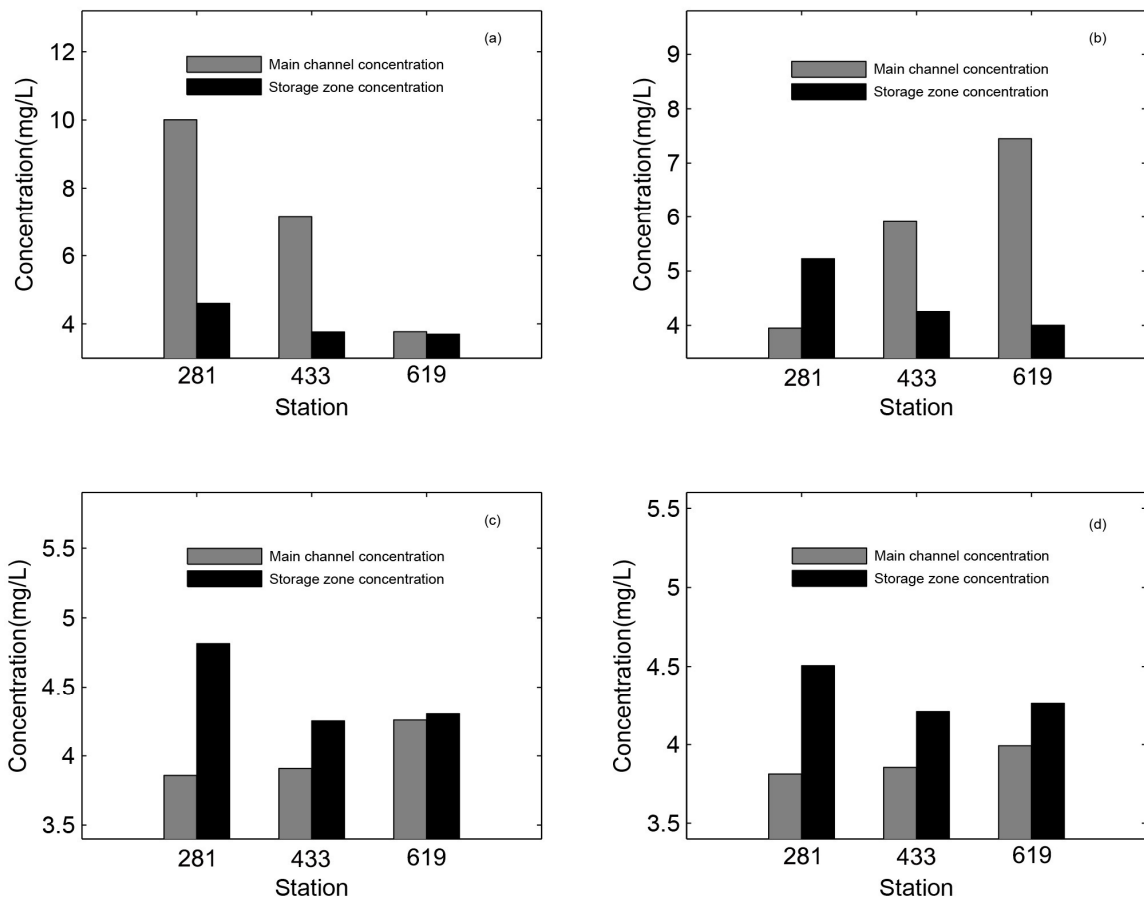 (a)
12
10
8
6
4
Concentration(mg/L)
Main channel concentration
Storage zone concentration
281 433 619
Station
(b)
9
8
7
6
5
4
Concentration(mg/L)
Main channel concentration
Storage zone concentration
281 433 619
Station
(c)
5.5
5
4.5
4
3.5
Concentration(mg/L)
Main channel concentration
Storage zone concentration
281 433 619
Station
(d)
5.5
5
4.5
4
3.5
Concentration(mg/L)
Main channel concentration
Storage zone concentration
281 433 619
Station